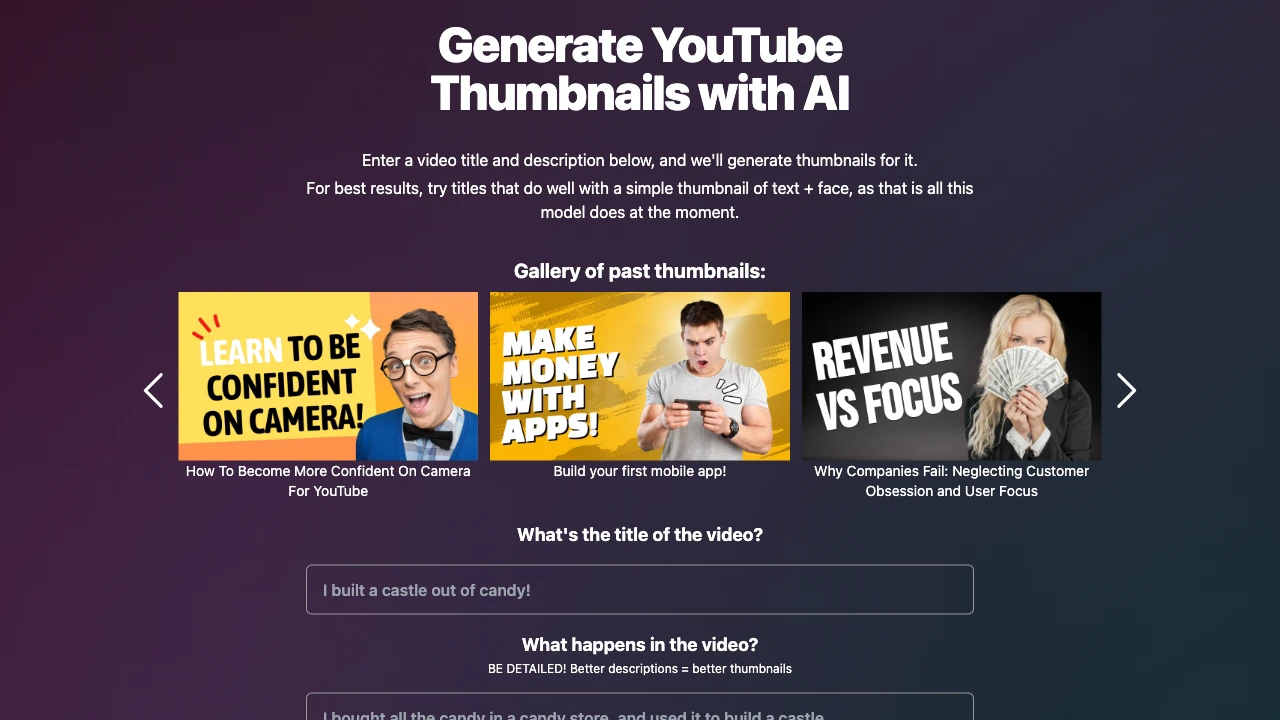 Generate YouTube
Thumbnails with AI
Enter a video title and description below, and we'll generate thumbnails for it.
For best results, try titles that do well with a simple thumbnail of text + face, as that is all this
model does at the moment.
Gallery of past thumbnails:
LEARN TO BE
CONFIDENT
ON CAMERA!
How To Become More Confident On Camera
For YouTube
MAKE
MONEY
WITH
APPS!
Build your first mobile app!
REVENUE
VS FOCUS
Why Companies Fail: Neglecting Customer
Obsession and User Focus
What's the title of the video?
I built a castle out of candy!
What happens in the video?
BE DETAILED! Better descriptions = better thumbnails
I bought all the candy in a candy store, and used it to build a castle